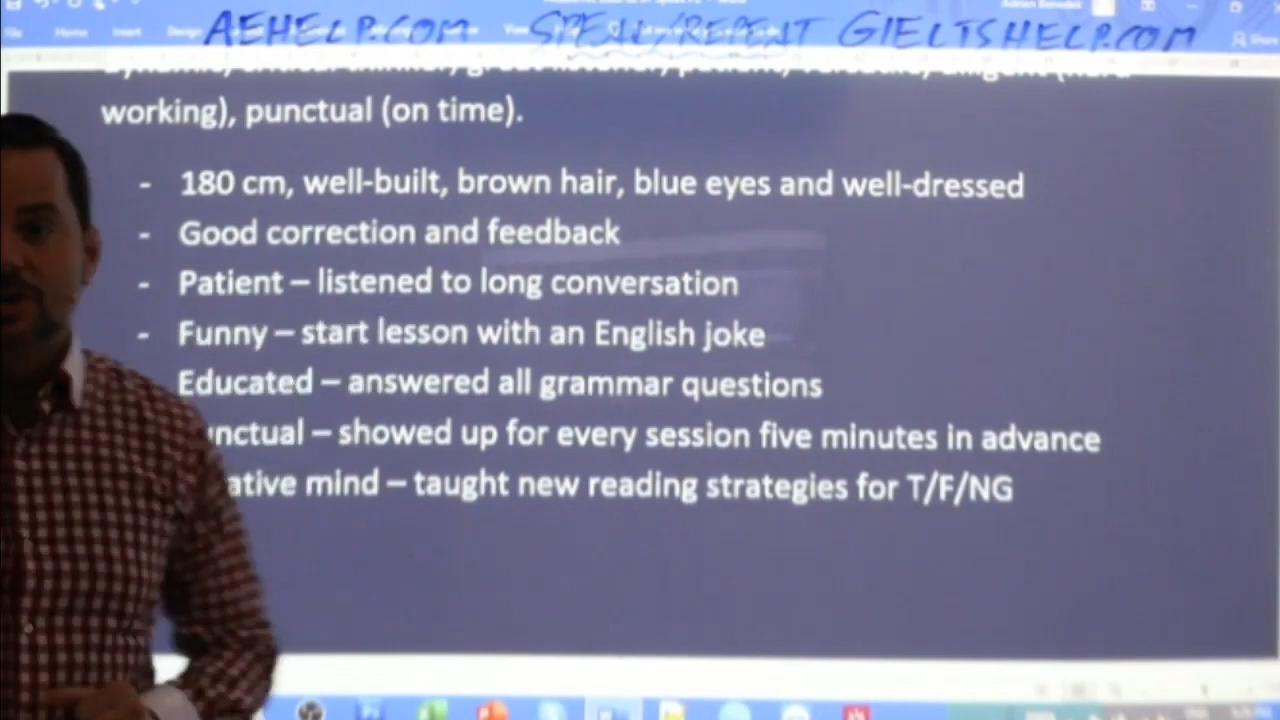 AEHELP.COM SPEAK/REPEAT GIELTSHELP.COM
working), punctual (on time).
- 180 cm, well-built, brown hair, blue eyes and well-dressed
- Good correction and feedback
- Patient – listened to long conversation
- Funny – start lesson with an English joke
Educated – answered all grammar questions
unctual – showed up for every session five minutes in advance
ative mind – taught new reading strategies for T/F/NG